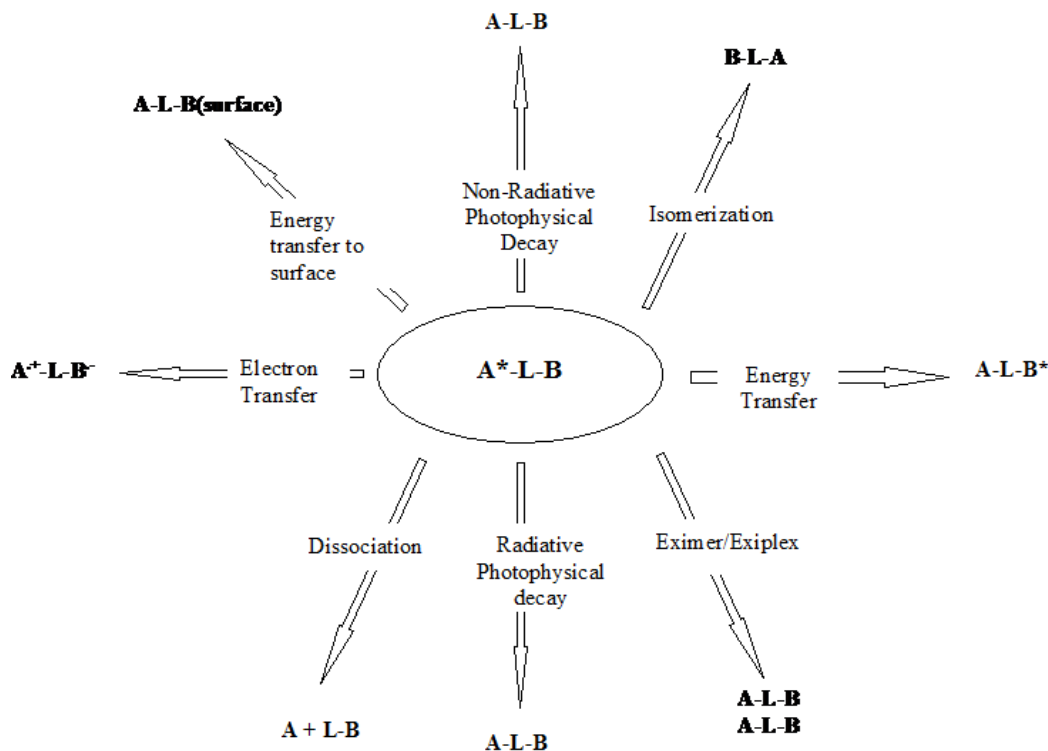 A-L-B
B-L-A
A-L-B(surface)
Non-Radiative
Photophysical
Decay
Isomerization
Energy
transfer to
surface
A·⁺-L-B·⁻
Electron
Transfer
A*-L-B
Energy
Transfer
A-L-B*
Dissociation
Radiative
Photophysical
decay
Eximer/Exiplex
A + L-B
A-L-B
A-L-B
A-L-B